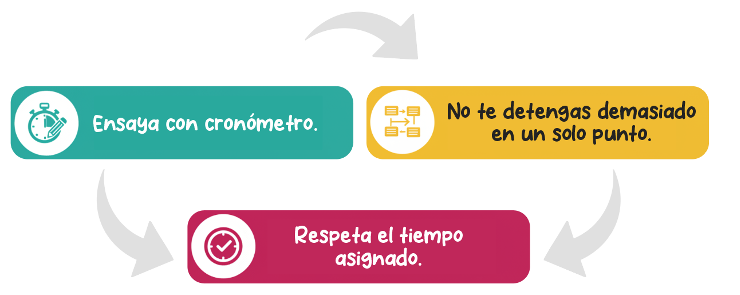 Ensaya con cronómetro.
No te detengas demasiado
en un solo punto.
Respeta el tiempo
asignado.